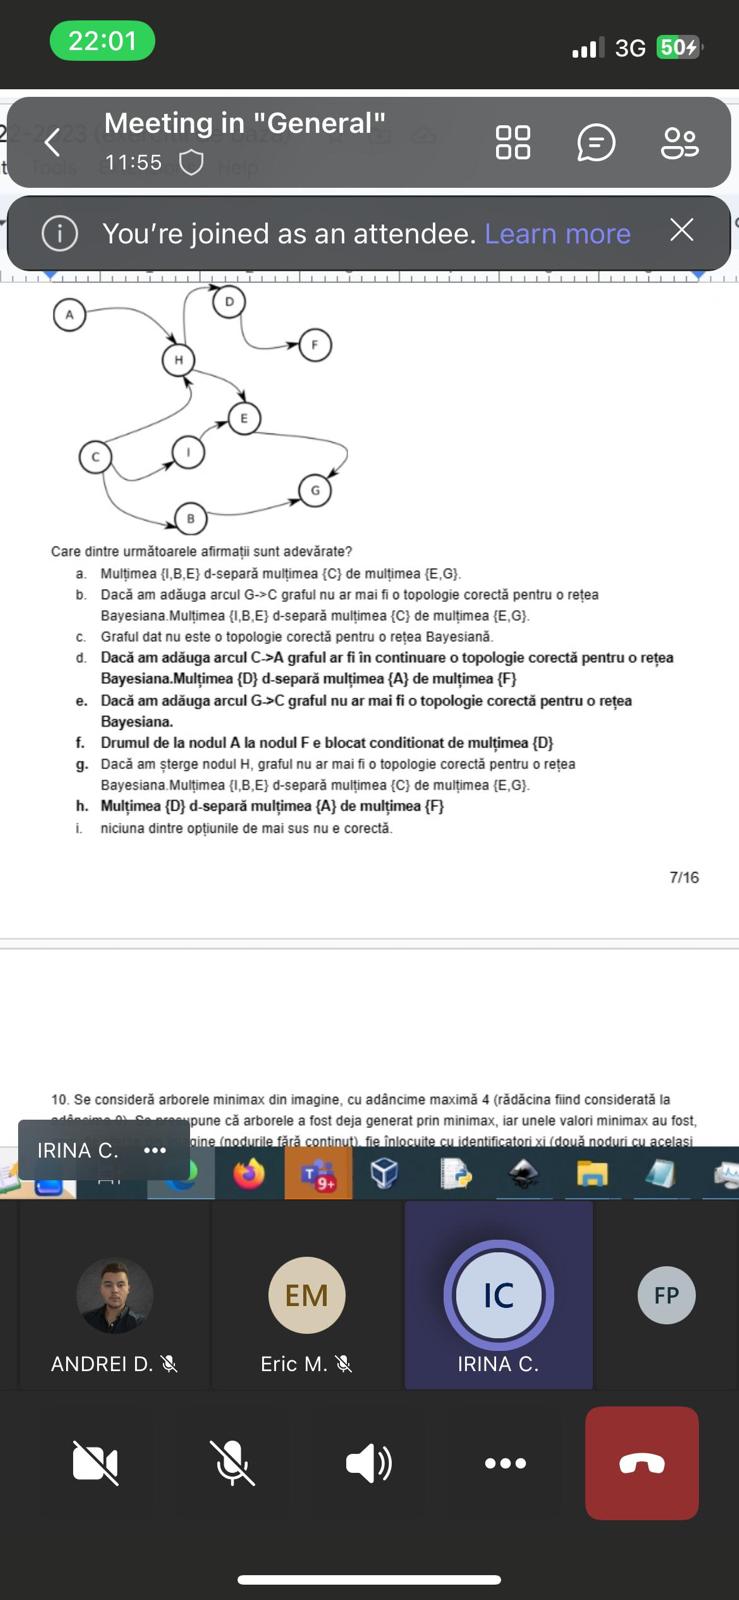 22:01
3G 50
Meeting in "General"
11:55
Tools Help
You're joined as an attendee. Learn more
A
D
H
F
E
C
I
G
B
Care dintre următoarele afirmații sunt adevărate?
a. Mulțimea {I,B,E} d-separă mulțimea {C} de mulțimea {E,G}.
b. Dacă am adăuga arcul G->C graful nu ar mai fi o topologie corectă pentru o rețea
Bayesiana.Mulțimea {I,B,E} d-separă mulțimea {C} de mulțimea {E,G}.
c. Graful dat nu este o topologie corectă pentru o rețea Bayesiană.
d. Dacă am adăuga arcul C->A graful ar fi în continuare o topologie corectă pentru o rețea
Bayesiana.Mulțimea {D} d-separă mulțimea {A} de mulțimea {F}
e. Dacă am adăuga arcul G->C graful nu ar mai fi o topologie corectă pentru o rețea
Bayesiana.
f. Drumul de la nodul A la nodul F e blocat conditionat de mulțimea {D}
g. Dacă am șterge nodul H, graful nu ar mai fi o topologie corectă pentru o rețea
Bayesiana.Mulțimea {I,B,E} d-separă mulțimea {C} de mulțimea {E,G}.
h. Mulțimea {D} d-separă mulțimea {A} de mulțimea {F}
i. niciuna dintre opțiunile de mai sus nu e corectă.
7/16
10. Se consideră arborele minimax din imagine, cu adâncime maximă 4 (rădăcina fiind considerată la
pune că arborele a fost deja generat prin minimax, iar unele valori minimax au fost,
gine (nodurile fără conținut), fie înlocuite cu identificatori xi (două noduri cu același
IRINA C.
T 9+
EM
IC
FP
ANDREI D.
Eric M.
IRINA C.